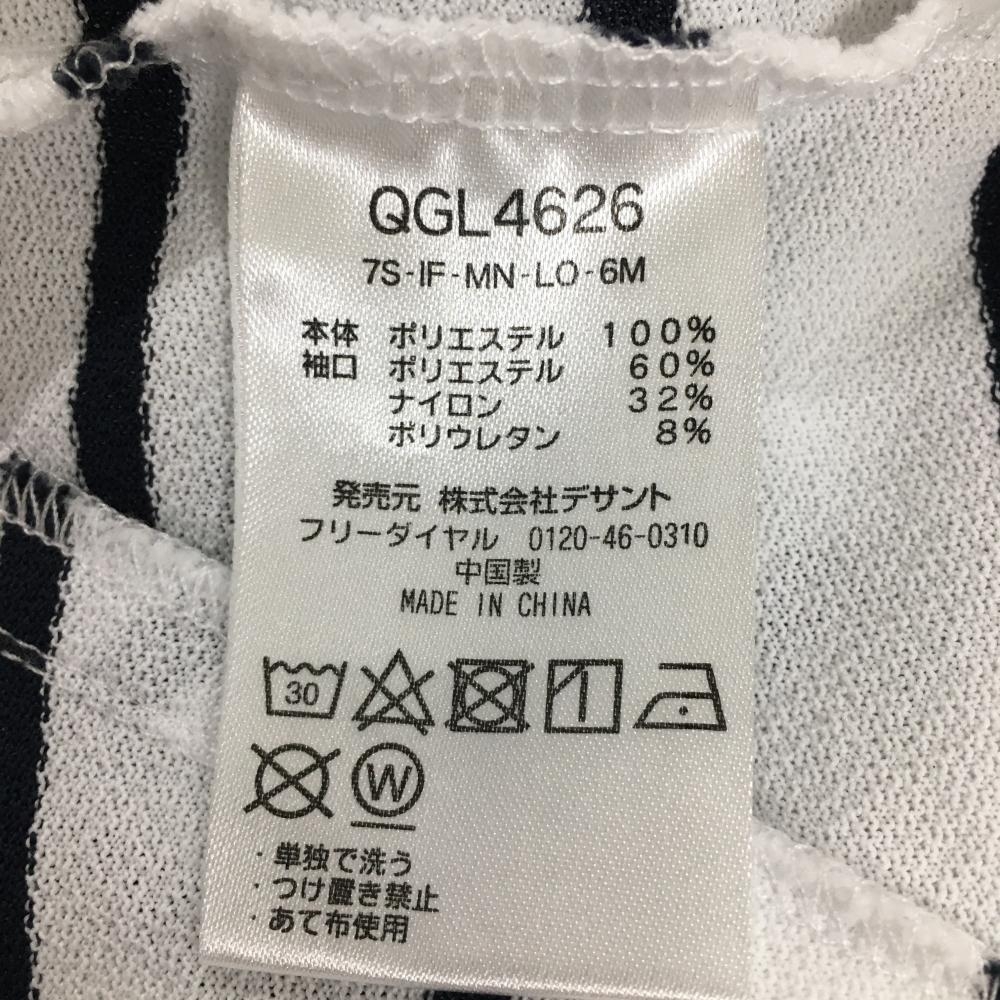 QGL4626
7S-IF-MN-LO-6M
本体 ポリエステル 100%
袖口 ポリエステル 60%
ナイロン 32%
ポリウレタン 8%
発売元 株式会社デサント
フリーダイヤル 0120-46-0310
中国製
MADE IN CHINA
30
W
・単独で洗う
・つけ置き禁止
・あて布使用